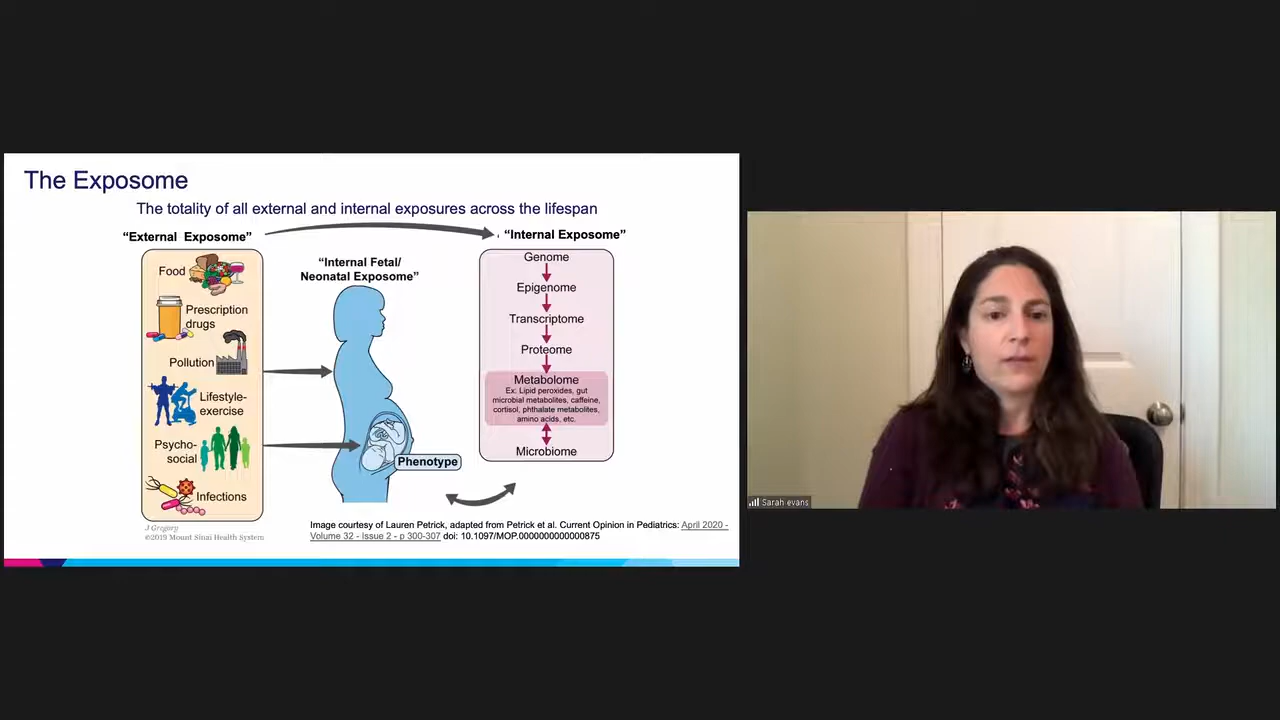 The Exposome
The totality of all external and internal exposures across the lifespan
“External Exposome”
“Internal Exposome”
“Internal Fetal/
Neonatal Exposome”
Food
Prescription
drugs
Pollution
Lifestyle-
exercise
Psycho-
social
Infections
Phenotype
Genome
Epigenome
Transcriptome
Proteome
Metabolome
Ex: Lipid peroxides, gut
microbial metabolites, caffeine,
cortisol, phthalate metabolites,
amino acids, etc.
Microbiome
J Gregory
©2019 Mount Sinai Health System
Image courtesy of Lauren Petrick, adapted from Petrick et al. Current Opinion in Pediatrics: April 2020 -
Volume 32 - Issue 2 - p 300-307 doi: 10.1097/MOP.0000000000000875
Sarah evans